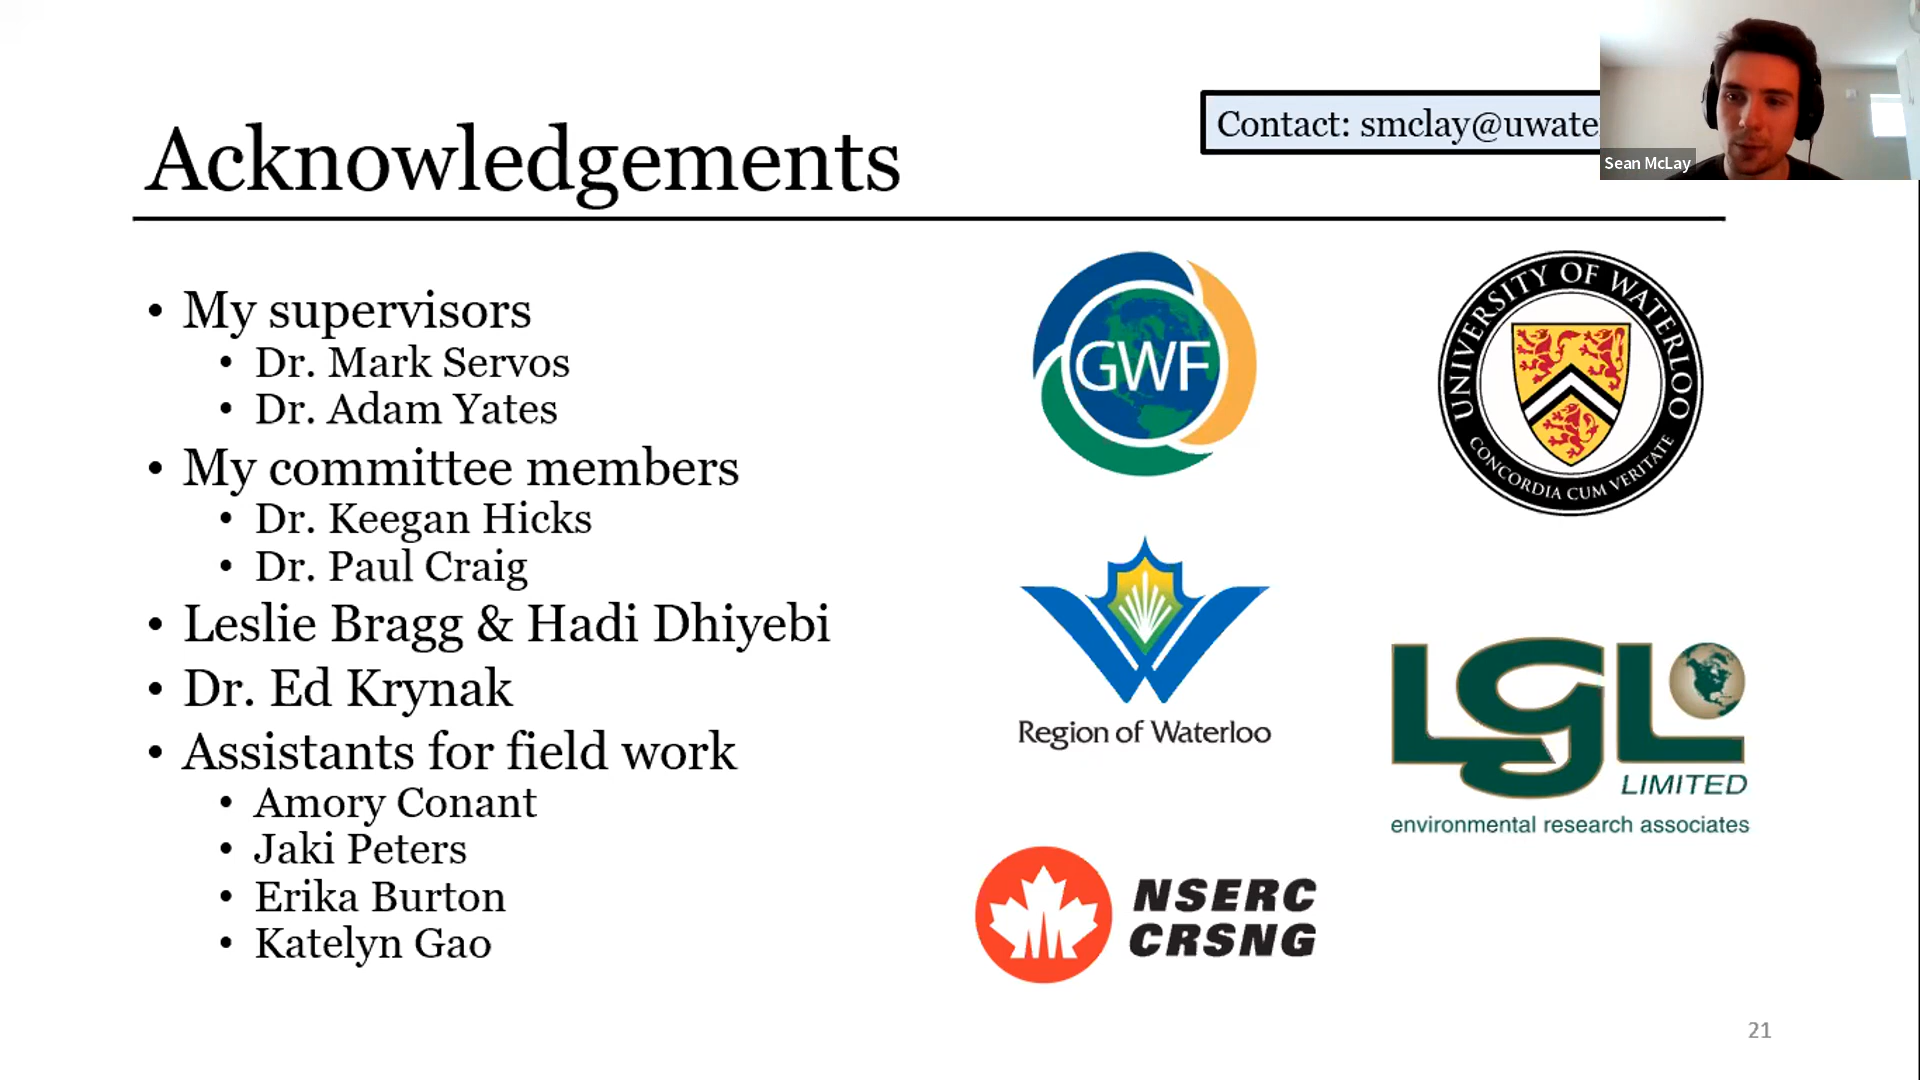 Acknowledgements
Contact: smclay@uwate
Sean McLay
• My supervisors
• Dr. Mark Servos
• Dr. Adam Yates
• My committee members
• Dr. Keegan Hicks
• Dr. Paul Craig
• Leslie Bragg & Hadi Dhiyebi
• Dr. Ed Krynak
• Assistants for field work
• Amory Conant
• Jaki Peters
• Erika Burton
• Katelyn Gao
GWF
UNIVERSITY OF WATERLOO
CONCORDIA CUM VERITATE
Region of Waterloo
LGL
LIMITED
environmental research associates
NSERC
CRSNG
21